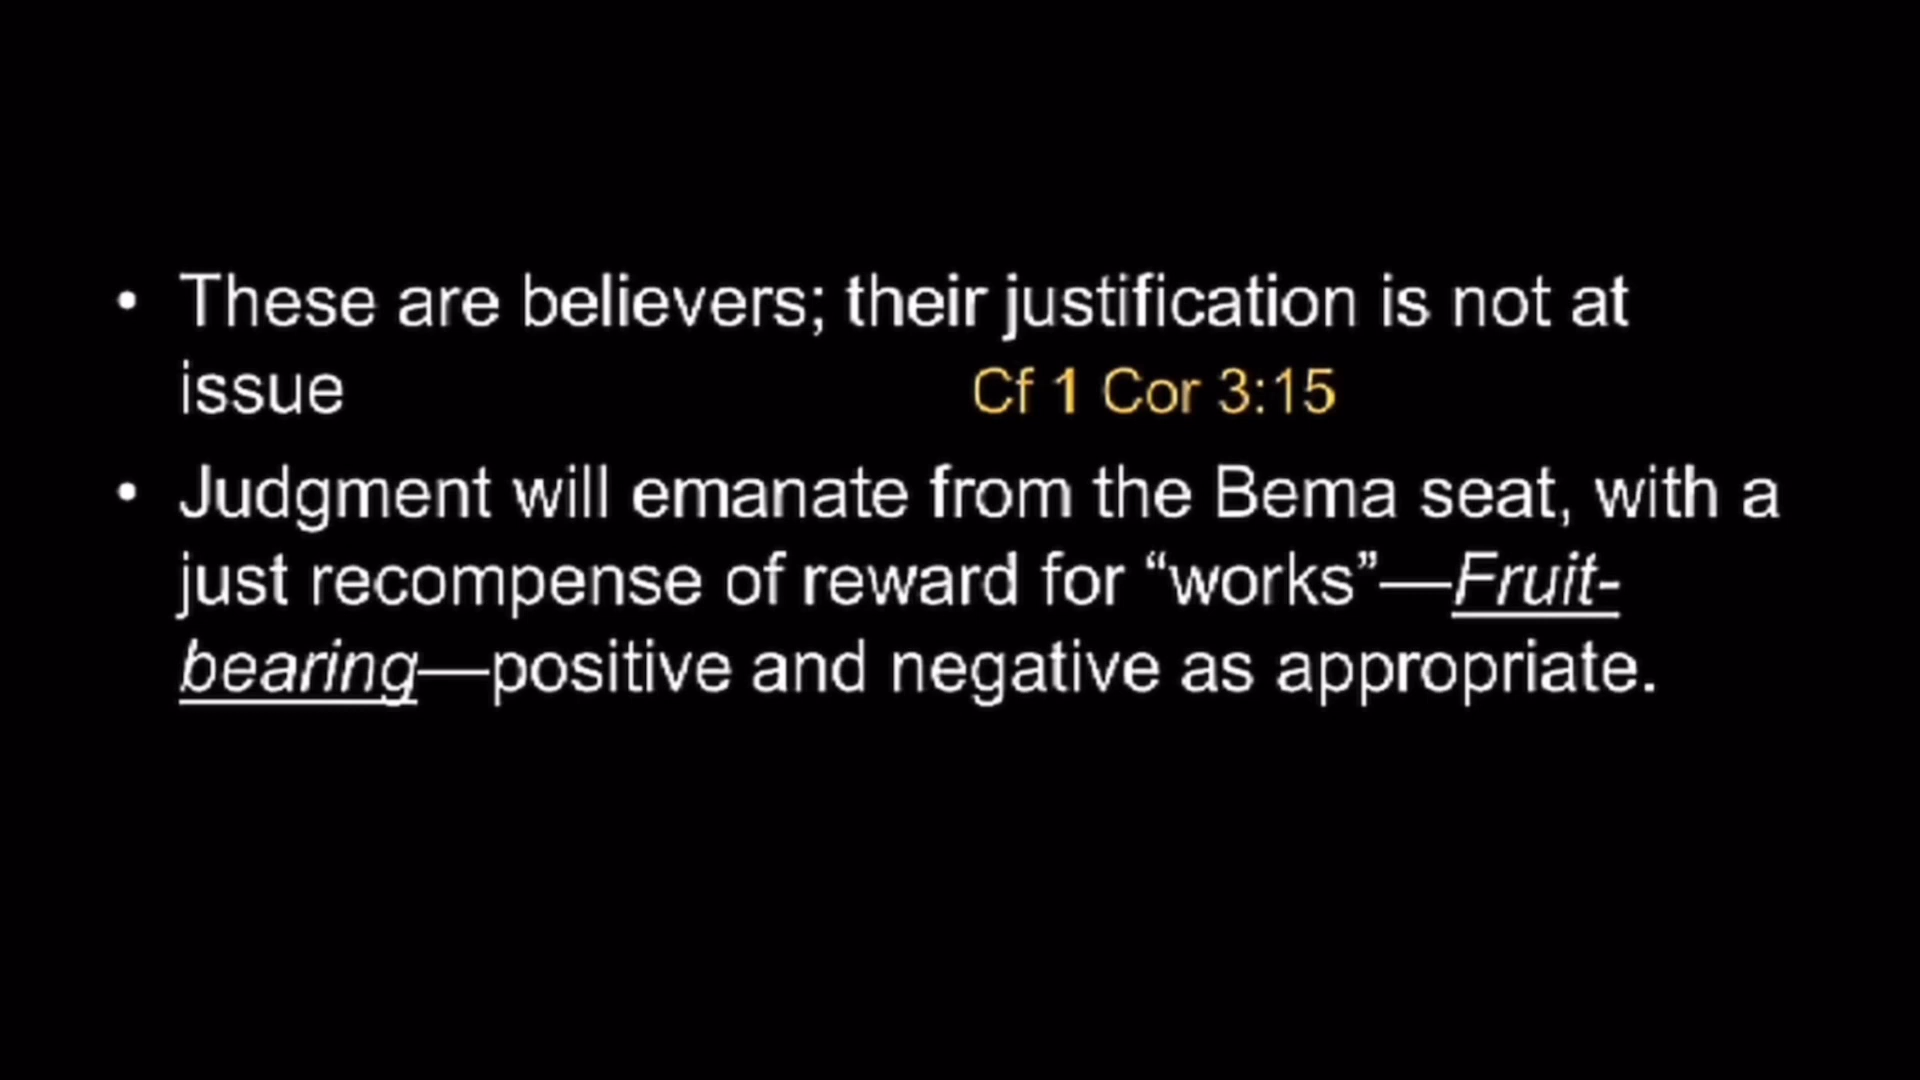 • These are believers; their justification is not at
issue Cf 1 Cor 3:15
• Judgment will emanate from the Bema seat, with a
just recompense of reward for “works”—Fruit-
bearing—positive and negative as appropriate.